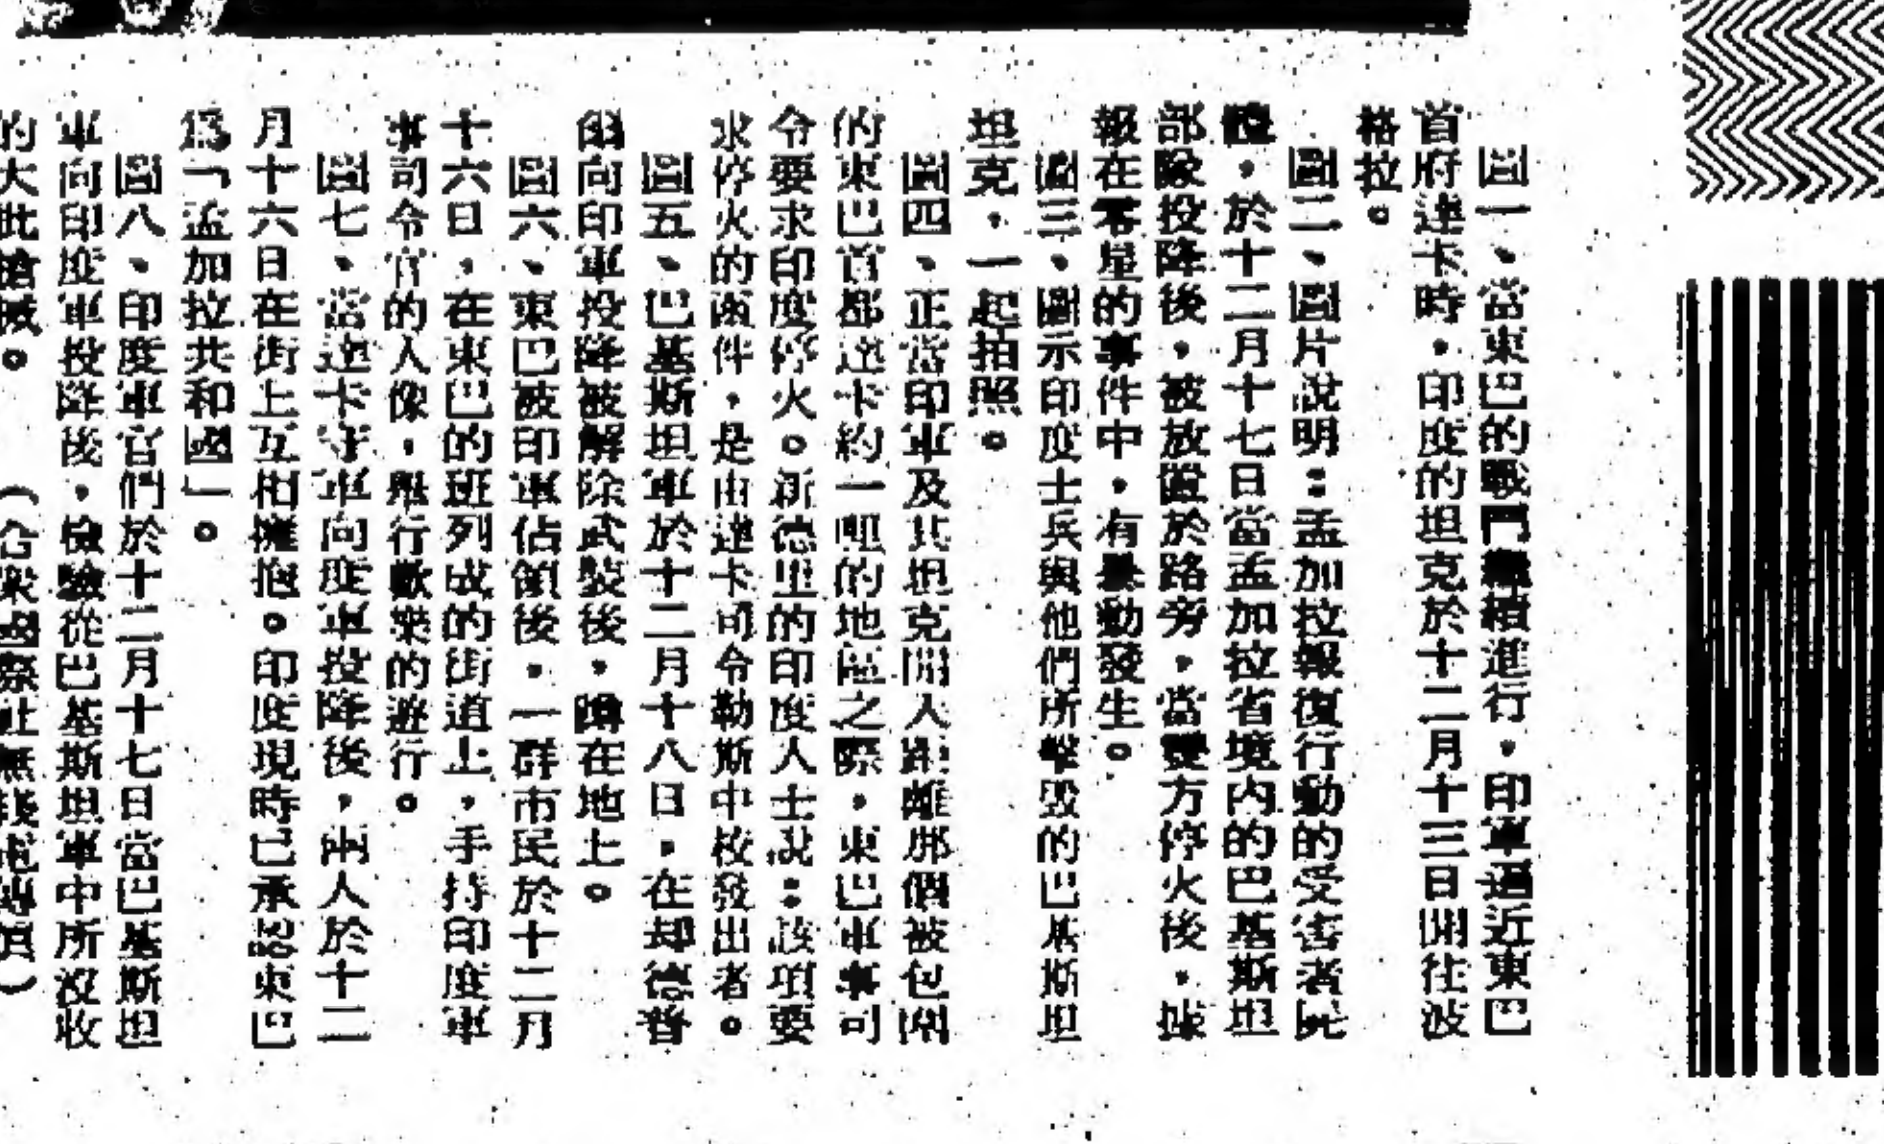 圖一、當東巴的戰鬥繼續進行，印軍逼近東巴
首府達卡時，印度的坦克於十二月十三日開往波
格拉。
圖二、圖片說明：孟加拉報復行動的受害者屍
體，於十二月十七日當孟加拉省境內的巴基斯坦
部隊投降後，被放置於路旁，當雙方停火後，據
報在零星的事件中，有暴動發生。
圖三、圖示印度士兵與他們所擊毀的巴基斯坦
坦克，一起拍照。
圖四、正當印軍及其坦克開入距離那個被包圍
的東巴首都達卡約一哩的地區之際，東巴軍事司
令要求印度停火。新德里的印度人士說：該項要
求停火的函件，是由達卡司令勒斯中校發出者。
圖五、巴基斯坦軍於十二月十八日，在却德普
爾向印軍投降被解除武裝後，蹲在地上。
圖六、東巴被印軍佔領後，一群市民於十二月
十六日，在東巴的班列成的街道上，手持印度軍
事司令官的人像，舉行歡樂的遊行。
圖七、當達卡守軍向度軍投降後，兩人於十二
月十六日在街上互相擁抱。印度現時已承認東巴
爲「孟加拉共和國」。
圖八、印度軍官們於十二月十七日當巴基斯坦
軍向印度軍投降後，檢驗從巴基斯坦軍中所沒收
的大批槍械。（合衆國際社無綫電傳真）